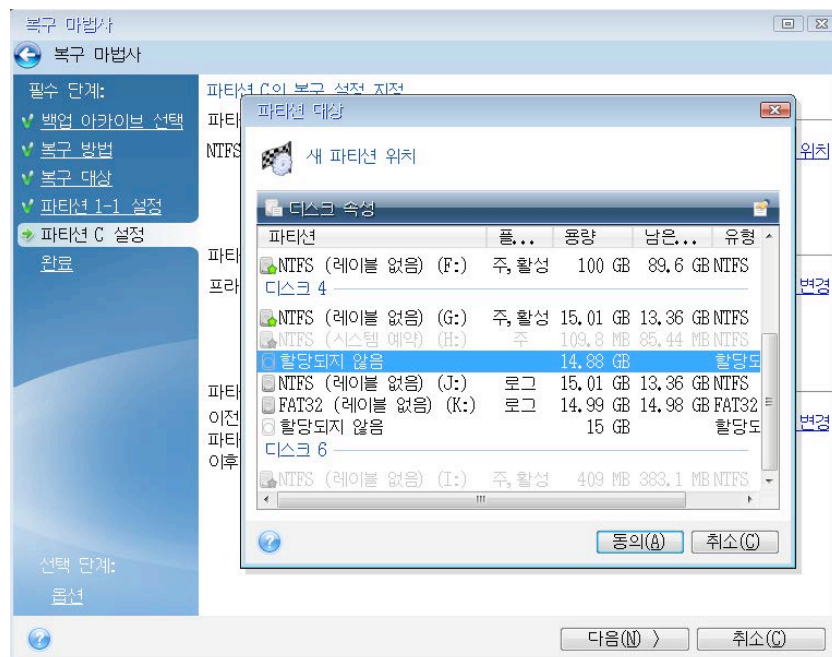 복구 마법사
복구 마법사
필수 단계:
백업 아카이브 선택
복구 방법
복구 대상
파티션 1-1 설정
파티션 C 설정
완료
선택 단계:
옵션
파티션 C의 복구 설정 지정
파티
NTFS
위치
파티
프라
변경
파티
이전
파티
이후
변경
파티션 대상
새 파티션 위치
디스크 속성
파티션 플... 용량 남은... 유형
NTFS (레이블 없음) (F:) 주,활성 100 GB 89.6 GB NTFS
디스크 4
NTFS (레이블 없음) (G:) 주,활성 15.01 GB 13.36 GB NTFS
NTFS (시스템 예약) (H:) 주 109.8 MB 85.44 MB NTFS
할당되지 않음 14.88 GB 할당되
NTFS (레이블 없음) (J:) 로그 15.01 GB 13.36 GB NTFS
FAT32 (레이블 없음) (K:) 로그 14.99 GB 14.98 GB FAT32
할당되지 않음 15 GB 할당되
디스크 6
NTFS (레이블 없음) (I:) 주,활성 409 MB 383.1 MB NTFS
동의(A) 취소(C)
다음(N) 〉 취소(C)